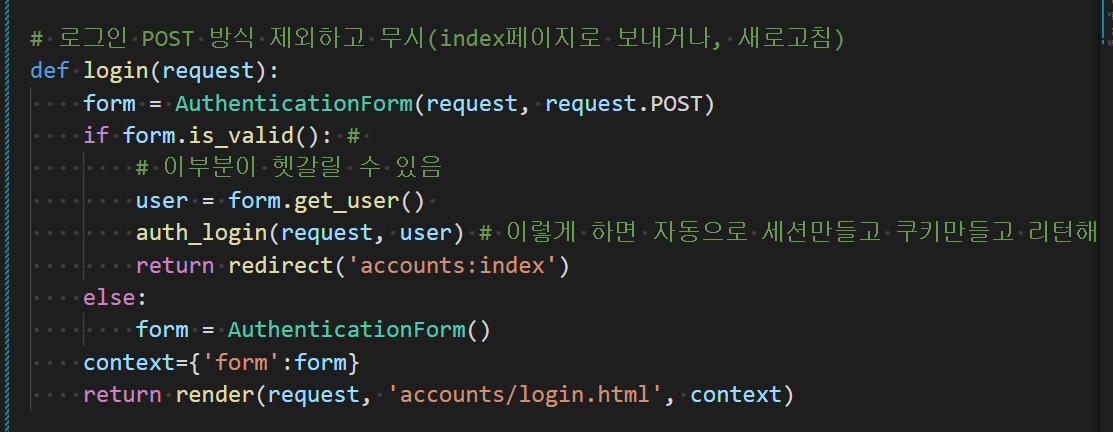 # 로그인 POST 방식 제외하고 무시(index페이지로 보내거나, 새로고침)
def login(request):
    form = AuthenticationForm(request, request.POST)
    if form.is_valid(): #
        # 이부분이 헷갈릴 수 있음
        user = form.get_user()
        auth_login(request, user) # 이렇게 하면 자동으로 세션만들고 쿠키만들고 리턴해
        return redirect('accounts:index')
    else:
        form = AuthenticationForm()
    context={'form':form}
    return render(request, 'accounts/login.html', context)